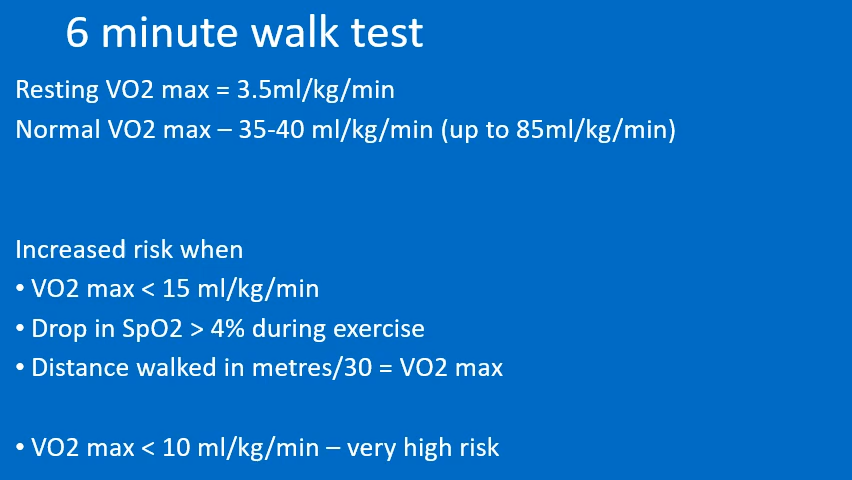 6 minute walk test
Resting VO2 max = 3.5ml/kg/min
Normal VO2 max – 35-40 ml/kg/min (up to 85ml/kg/min)
Increased risk when
• VO2 max < 15 ml/kg/min
• Drop in SpO2 > 4% during exercise
• Distance walked in metres/30 = VO2 max
• VO2 max < 10 ml/kg/min – very high risk